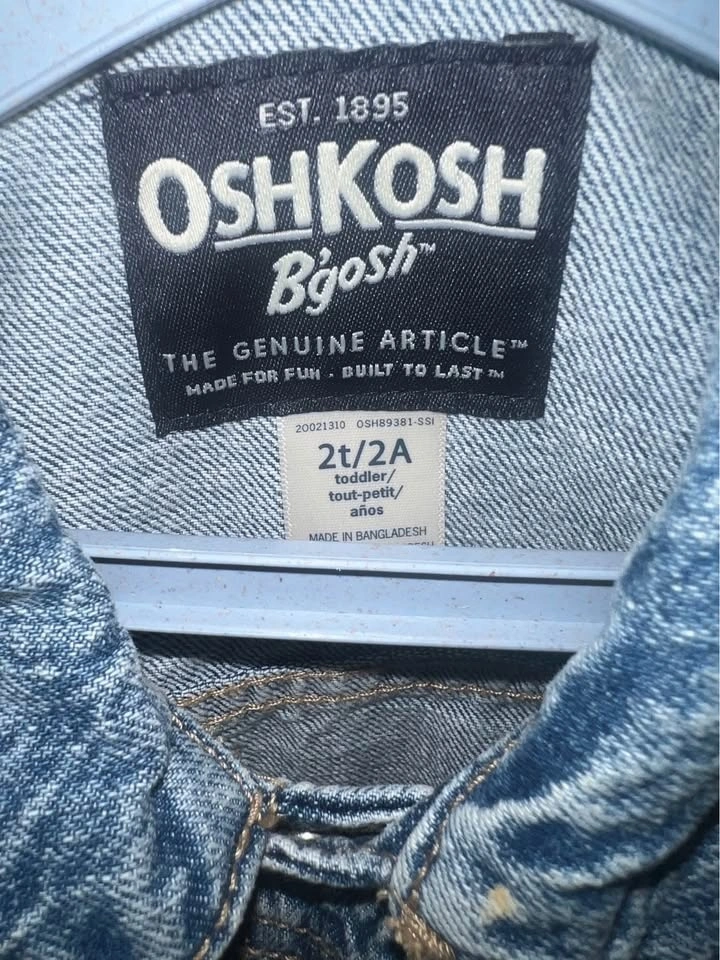 EST. 1895
OSHKOSH
B'gosh™
THE GENUINE ARTICLE™
MADE FOR FUN · BUILT TO LAST™
20021310 OSH89381-SSI
2t/2A
toddler/
tout-petit/
años
MADE IN BANGLADESH